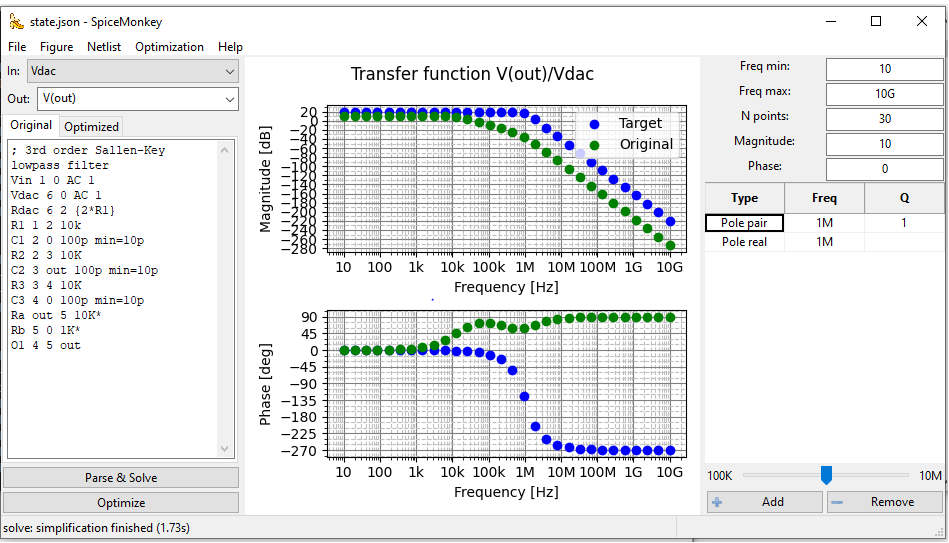 state.json - SpiceMonkey
File Figure Netlist Optimization Help
In: Vdac
Out: V(out)
Original Optimized
; 3rd order Sallen-Key
lowpass filter
Vin 1 0 AC 1
Vdac 6 0 AC 1
Rdac 6 2 {2*R1}
R1 1 2 10k
C1 2 0 100p min=10p
R2 2 3 10K
C2 3 out 100p min=10p
R3 3 4 10K
C3 4 0 100p min=10p
Ra out 5 10K*
Rb 5 0 1K*
O1 4 5 out
Parse & Solve
Optimize
solve: simplification finished (1.73s)
Transfer function V(out)/Vdac
Magnitude [dB]
20
0
−20
−40
−60
−80
−100
−120
−140
−160
−180
−200
−220
−240
−260
−280
Target
Original
10 100 1k 10k 100k 1M 10M 100M 1G 10G
Frequency [Hz]
Phase [deg]
90
45
0
−45
−90
−135
−180
−225
−270
10 100 1k 10k 100k 1M 10M 100M 1G 10G
Frequency [Hz]
Freq min: 10
Freq max: 10G
N points: 30
Magnitude: 10
Phase: 0
Type Freq Q
Pole pair 1M 1
Pole real 1M
100K 10M
Add Remove